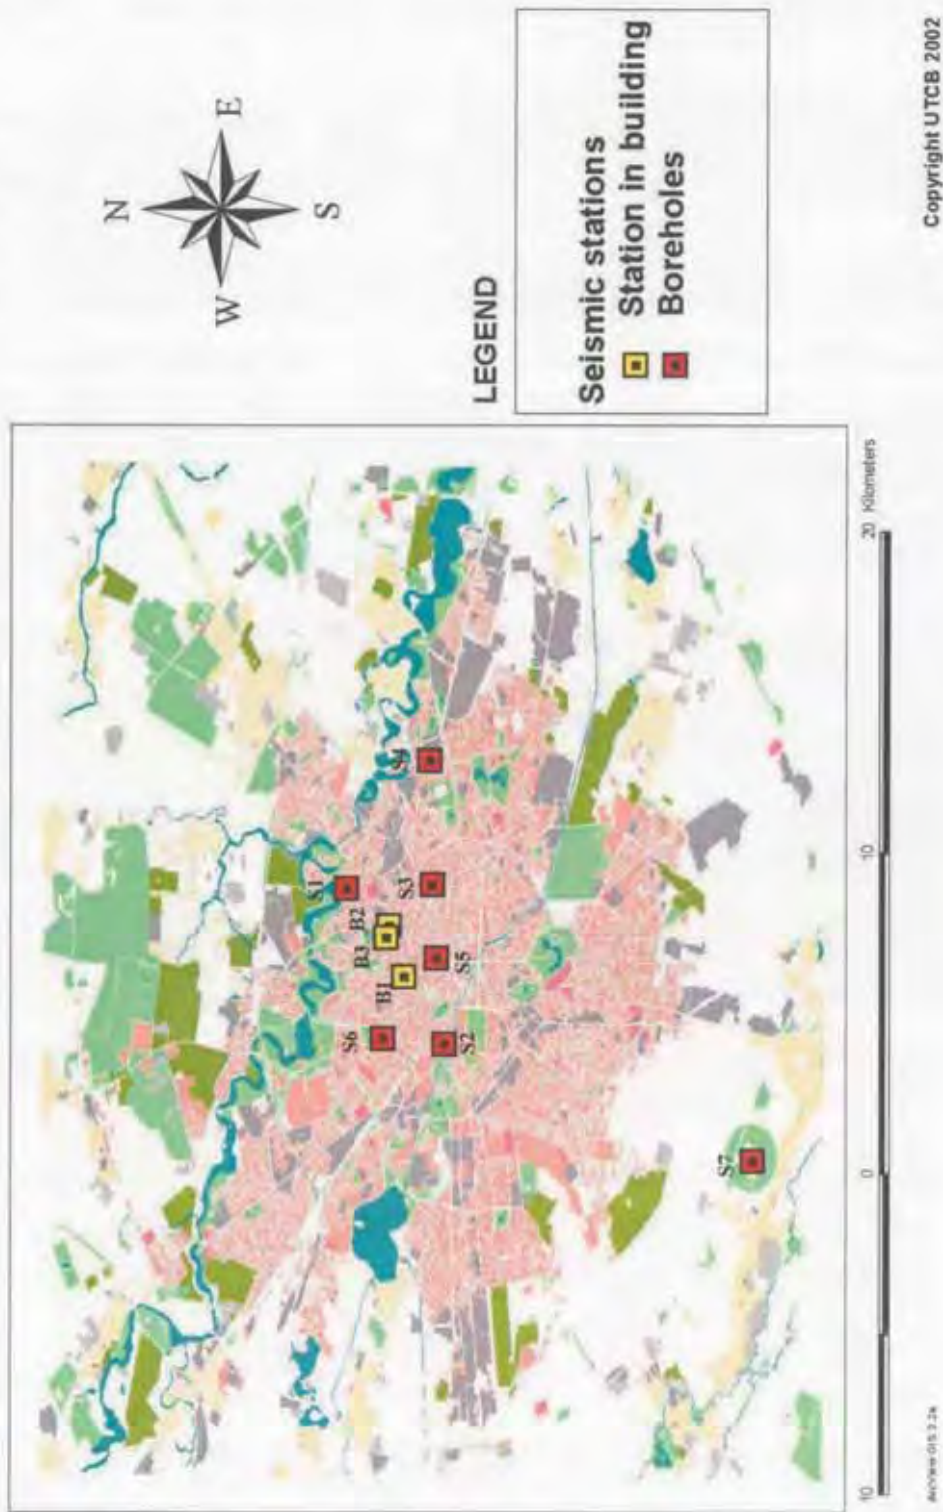 N
W
E
S
LEGEND
Seismic stations
Station in building
Boreholes
S1
B2
B3
S4
S3
B1
S5
S6
S2
S7
10
0
10
20 Kilometers
Copyright UTCB 2002